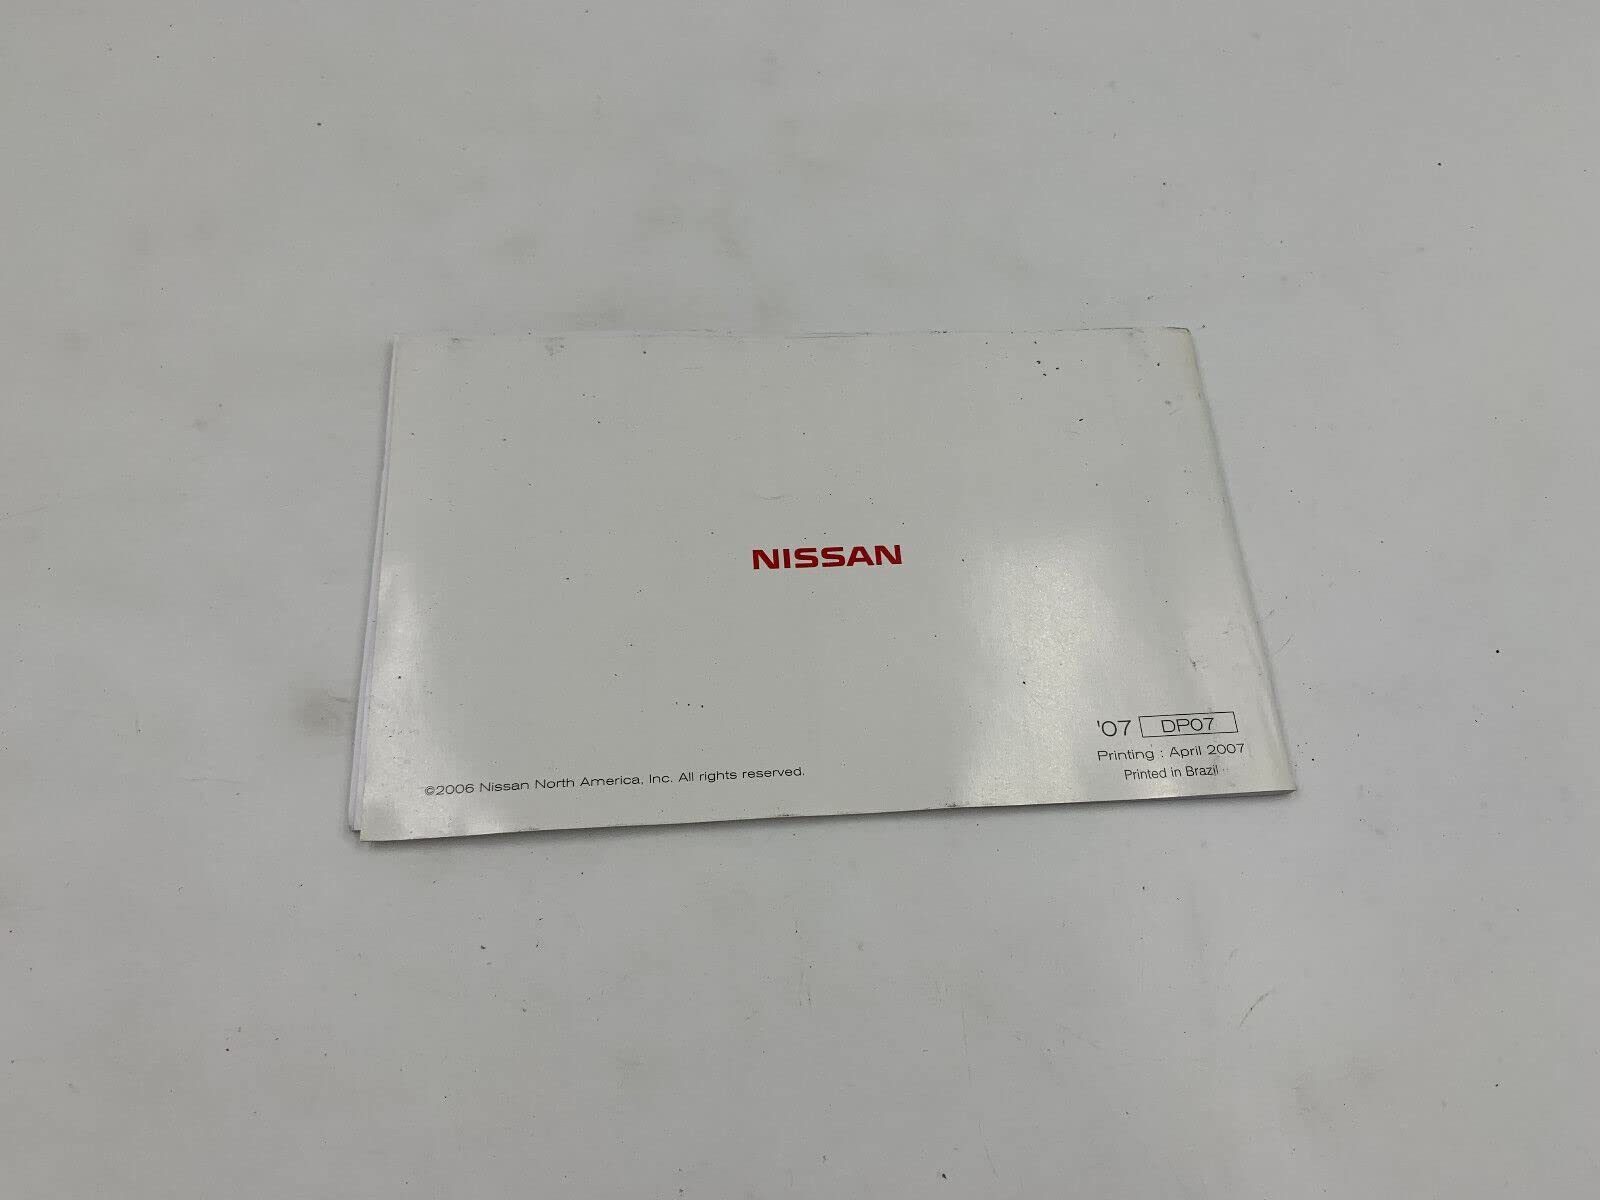 NISSAN
'07 DP07
Printing : April 2007
Printed in Brazil
©2006 Nissan North America, Inc. All rights reserved.